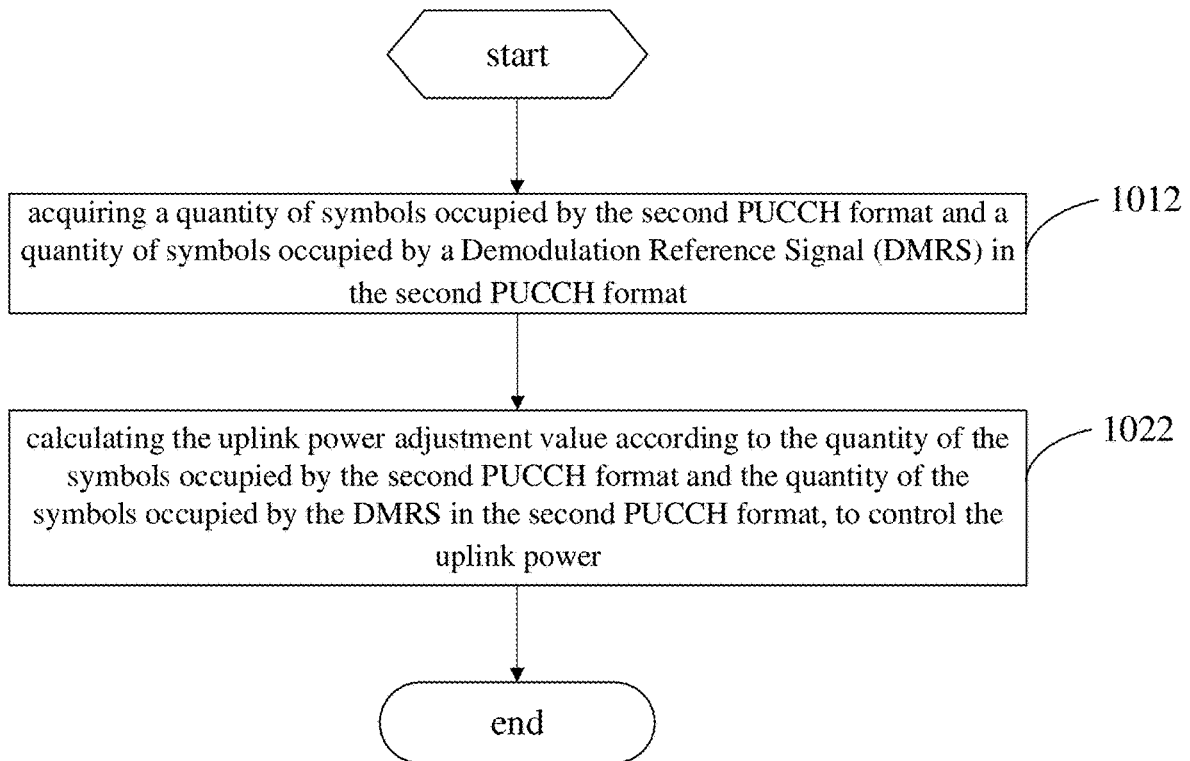 start
acquiring a quantity of symbols occupied by the second PUCCH format and a
quantity of symbols occupied by a Demodulation Reference Signal (DMRS) in
the second PUCCH format
1012
calculating the uplink power adjustment value according to the quantity of the
symbols occupied by the second PUCCH format and the quantity of the
symbols occupied by the DMRS in the second PUCCH format, to control the
uplink power
1022
end